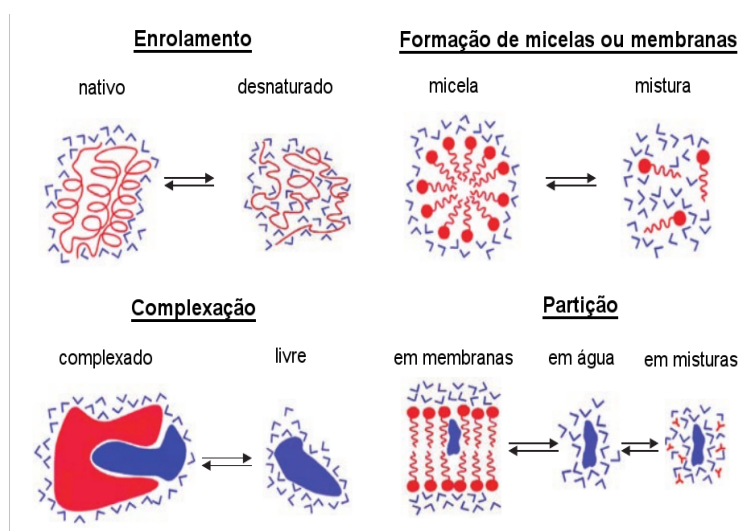 Enrolamento
nativo
desnaturado
Formação de micelas ou membranas
micela
mistura
Complexação
complexado
livre
Partição
em membranas
em água
em misturas